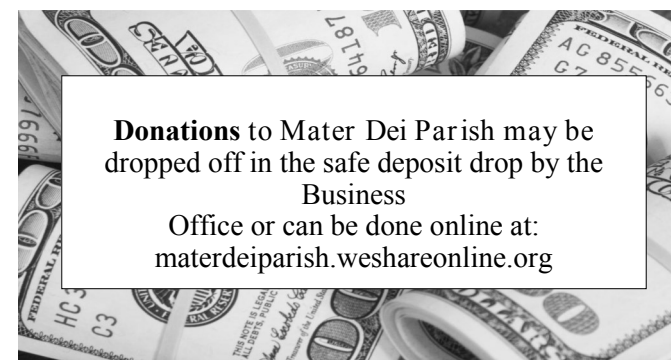 Donations to Mater Dei Parish may be
dropped off in the safe deposit drop by the
Business
Office or can be done online at:
materdeiparish.weshareonline.org